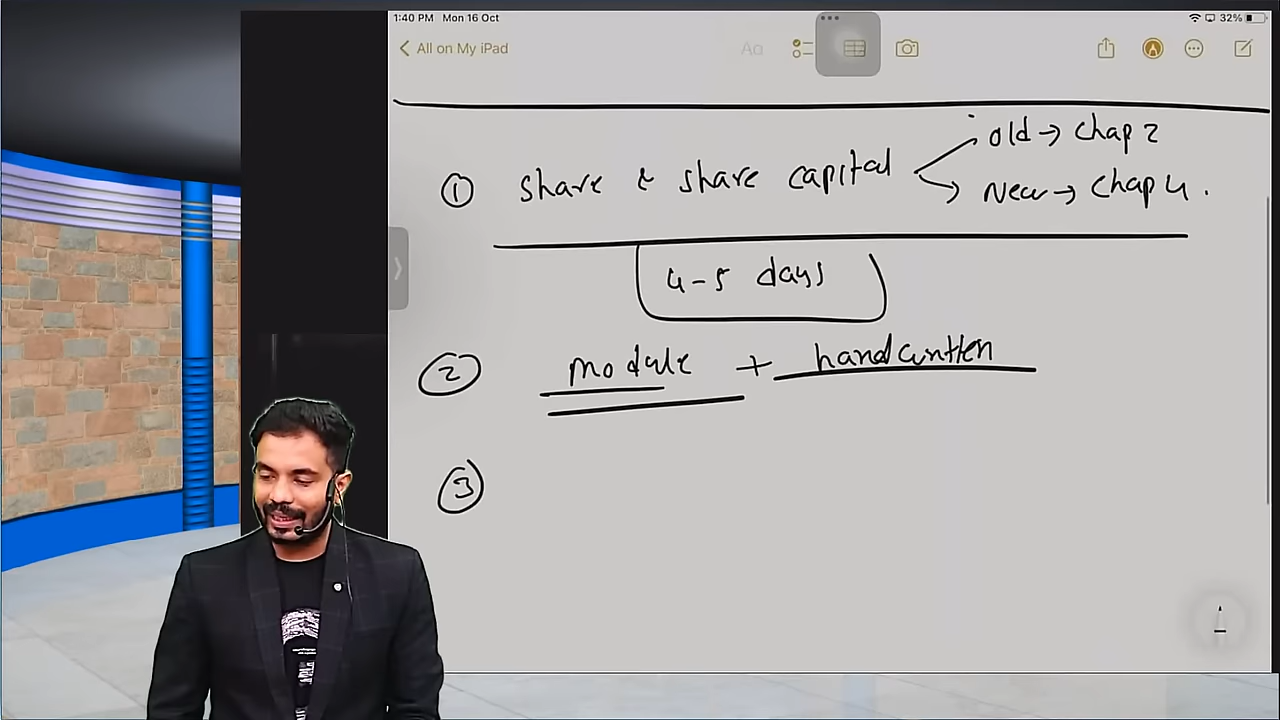 1:40 PM Mon 16 Oct
32%
All on My iPad
Aa
① Share & share capital
old → Chap 2
New → Chap 4.
4-5 days
② module + handwritten
③